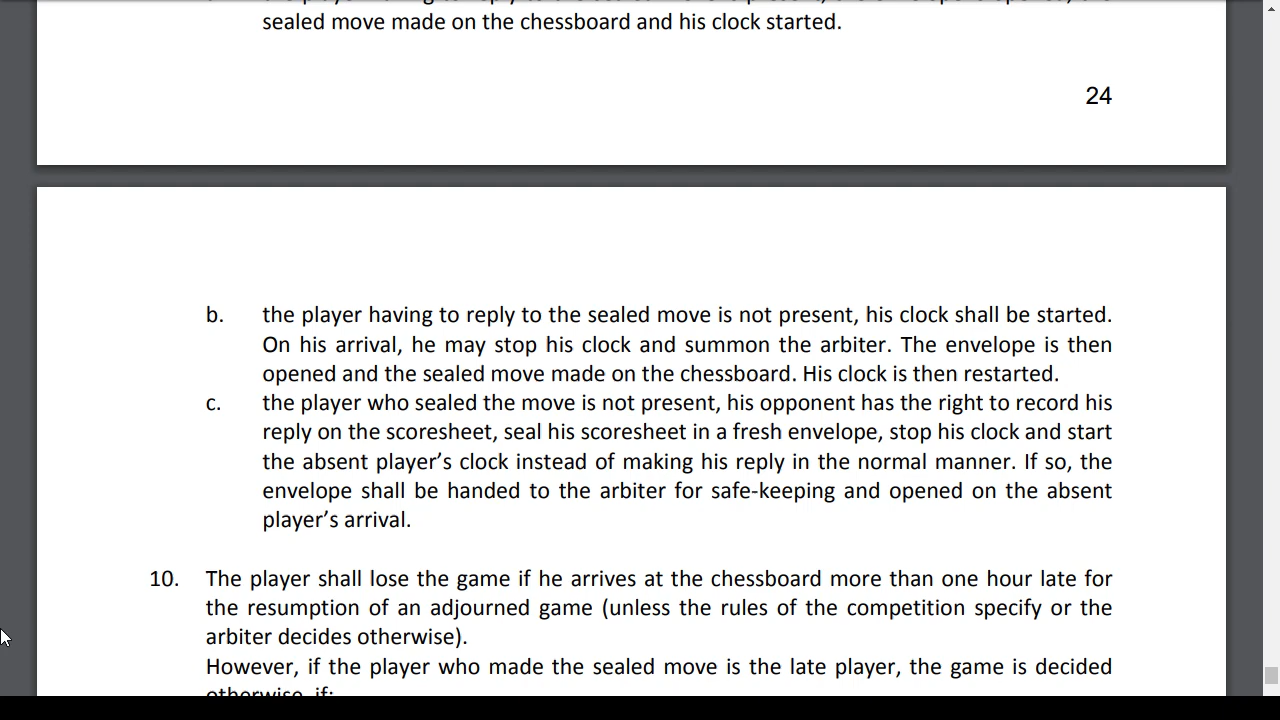 sealed move made on the chessboard and his clock started.
24
b. the player having to reply to the sealed move is not present, his clock shall be started.
On his arrival, he may stop his clock and summon the arbiter. The envelope is then
opened and the sealed move made on the chessboard. His clock is then restarted.
c. the player who sealed the move is not present, his opponent has the right to record his
reply on the scoresheet, seal his scoresheet in a fresh envelope, stop his clock and start
the absent player’s clock instead of making his reply in the normal manner. If so, the
envelope shall be handed to the arbiter for safe-keeping and opened on the absent
player’s arrival.
10. The player shall lose the game if he arrives at the chessboard more than one hour late for
the resumption of an adjourned game (unless the rules of the competition specify or the
arbiter decides otherwise).
However, if the player who made the sealed move is the late player, the game is decided
otherwise, if: